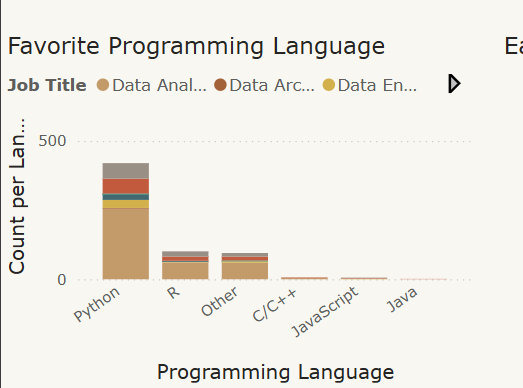 Favorite Programming Language
Ea
Job Title Data Anal... Data Arc... Data En...
Count per Lan...
500
0
Python
R
Other
C/C++
JavaScript
Java
Programming Language